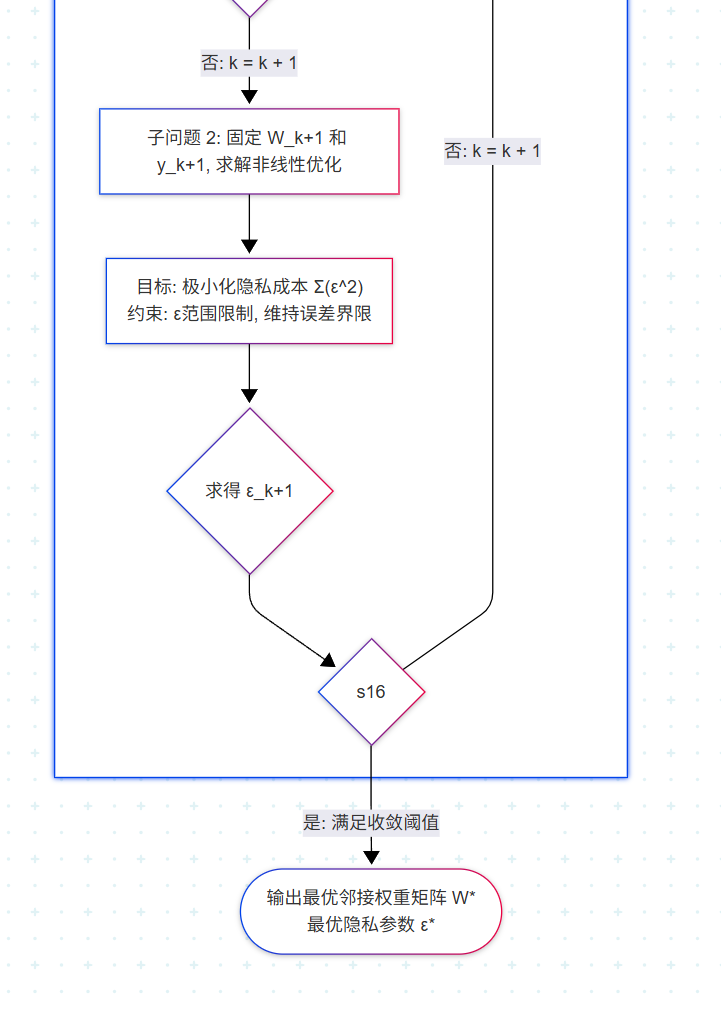 否: k = k + 1
否: k = k + 1
子问题 2: 固定 W_k+1 和
y_k+1, 求解非线性优化
目标: 极小化隐私成本 Σ(ε^2)
约束: ε范围限制, 维持误差界限
求得 ε_k+1
s16
是: 满足收敛阈值
输出最优邻接权重矩阵 W*
最优隐私参数 ε*